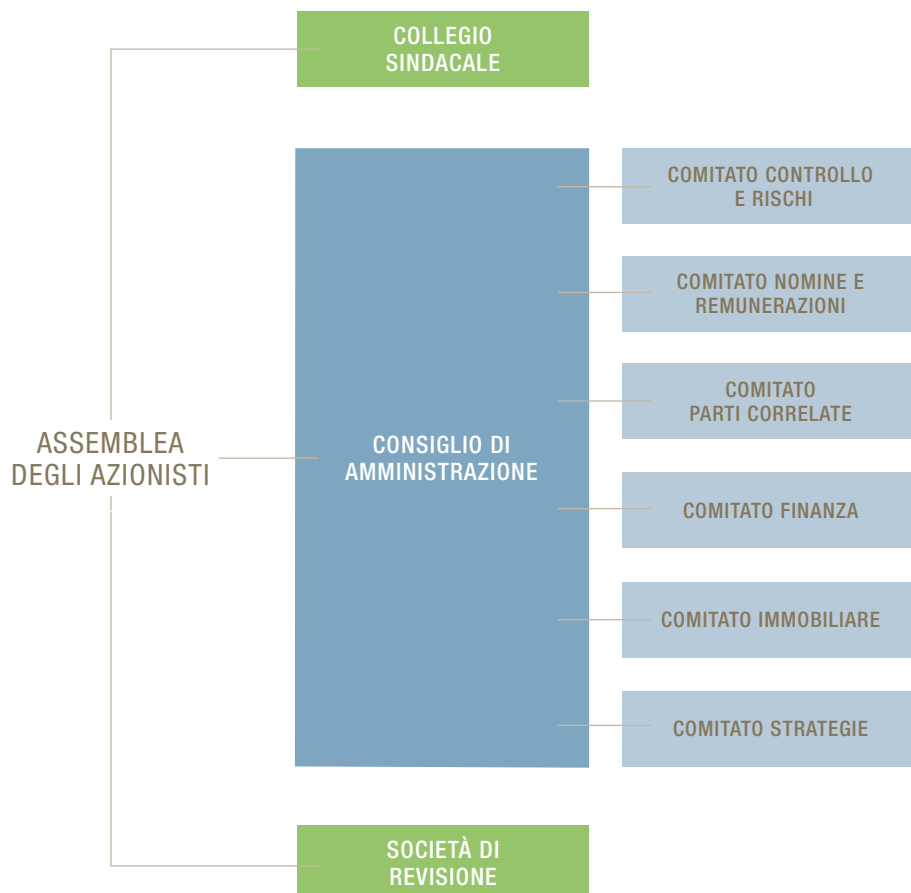 COLLEGIO
SINDACALE
COMITATO CONTROLLO
E RISCHI
COMITATO NOMINE E
REMUNERAZIONI
COMITATO
PARTI CORRELATE
ASSEMBLEA
DEGLI AZIONISTI
CONSIGLIO DI
AMMINISTRAZIONE
COMITATO FINANZA
COMITATO IMMOBILIARE
COMITATO STRATEGIE
SOCIETÀ DI
REVISIONE